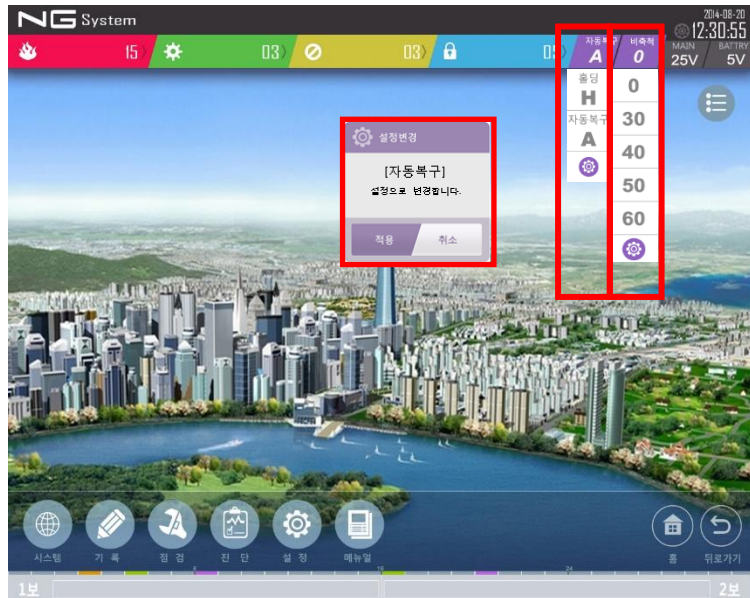 NG System
2014-08-20
12:30:55
15
03
03
자동복구
A
비축적
0
MAIN
25V
BATTRY
5V
홀딩
H
자동복구
A
0
30
40
50
60
설정변경
[자동복구]
설정으로 변경합니다.
적용
취소
시스템
기 록
점 검
진 단
설 정
메뉴얼
홈
뒤로가기
8
16
24
1보
2보